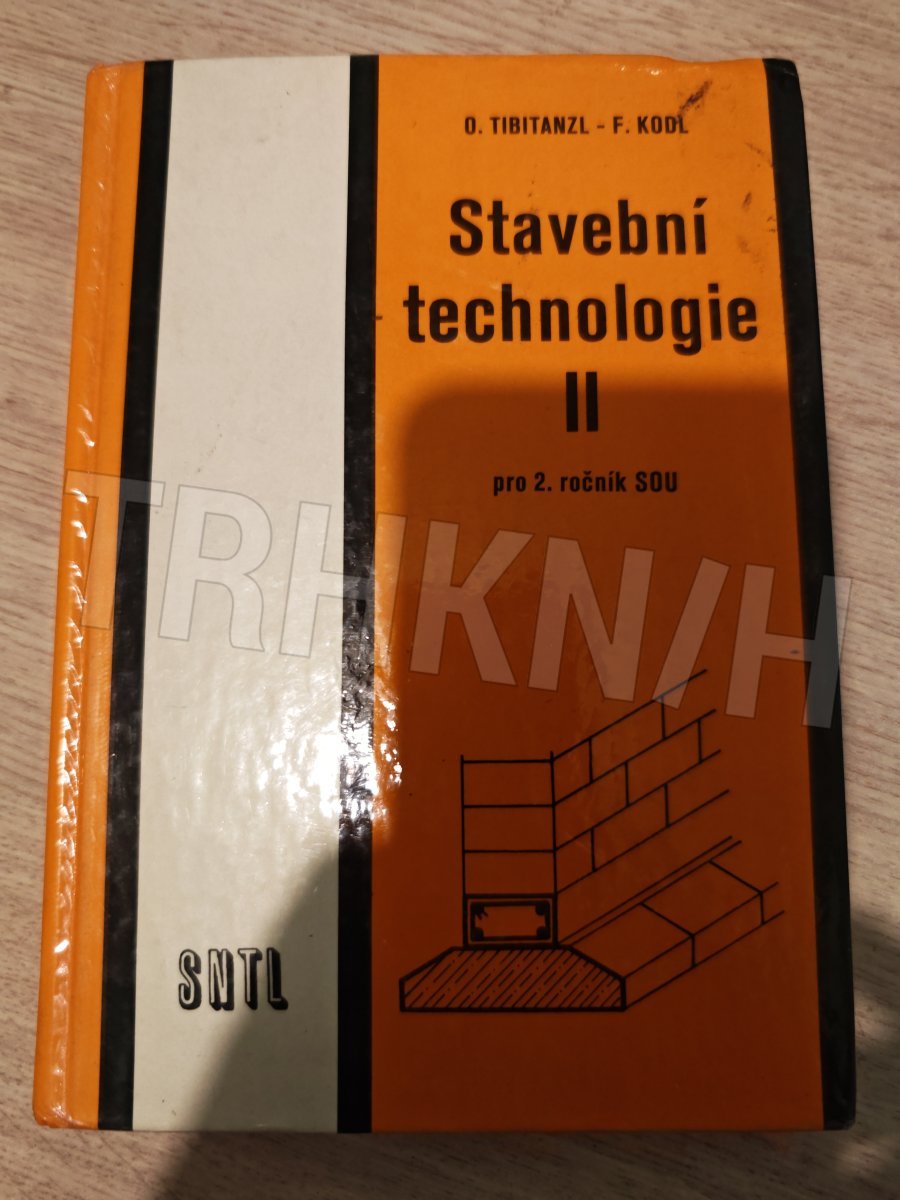 O. TIBITANZL - F. KODL
Stavební
technologie
II
pro 2. ročník SOU
TRHKNIH
SNTL